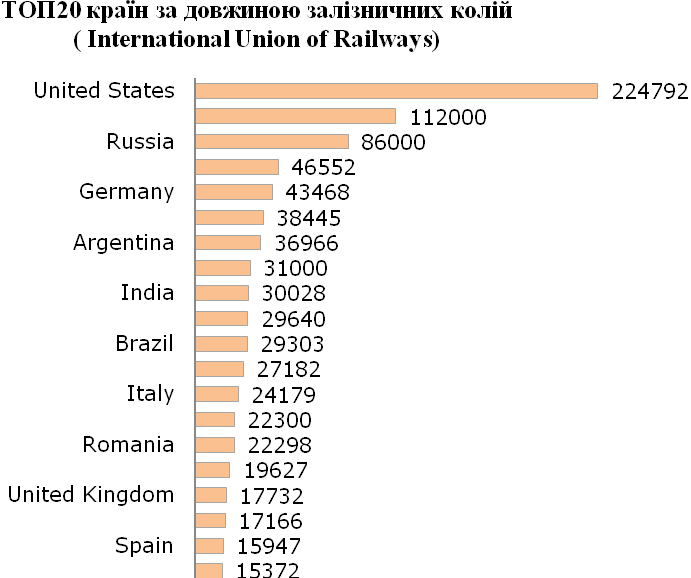 ТОП20 країн за довжиною залізничних колій
( International Union of Railways)
United States 224792
112000
Russia 86000
46552
Germany 43468
38445
Argentina 36966
31000
India 30028
29640
Brazil 29303
27182
Italy 24179
22300
Romania 22298
19627
United Kingdom 17732
17166
Spain 15947
15372